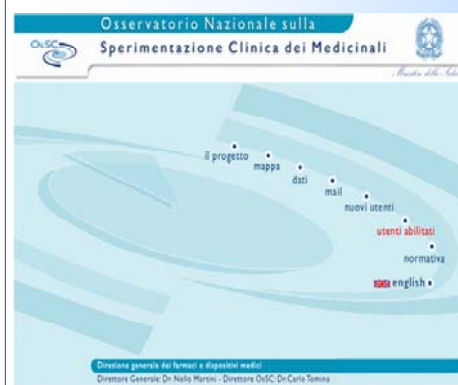 Osservatorio Nazionale sulla
OsSC
Sperimentazione Clinica dei Medicinali
Ministero della Salute
il progetto
mappa
dati
mail
nuovi utenti
utenti abilitati
normativa
english
Direzione generale dei farmaci e dispositivi medici
Direttore Generale: Dr Nello Martini - Direttore OsSC: Dr Carlo Tomino